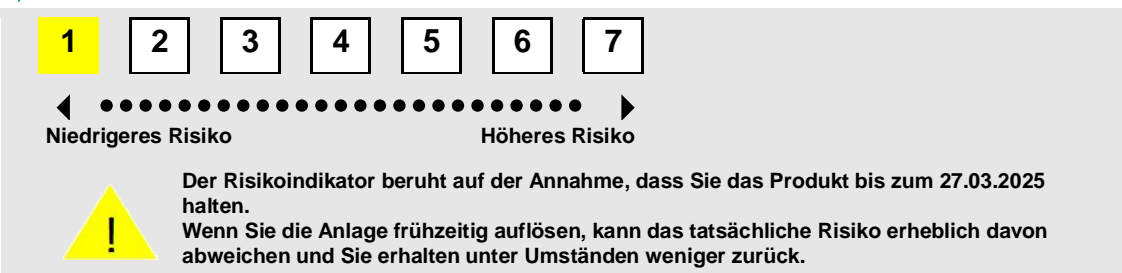 1 2 3 4 5 6 7
Niedrigeres Risiko Höheres Risiko
Der Risikoindikator beruht auf der Annahme, dass Sie das Produkt bis zum 27.03.2025
halten.
!
Wenn Sie die Anlage frühzeitig auflösen, kann das tatsächliche Risiko erheblich davon
abweichen und Sie erhalten unter Umständen weniger zurück.